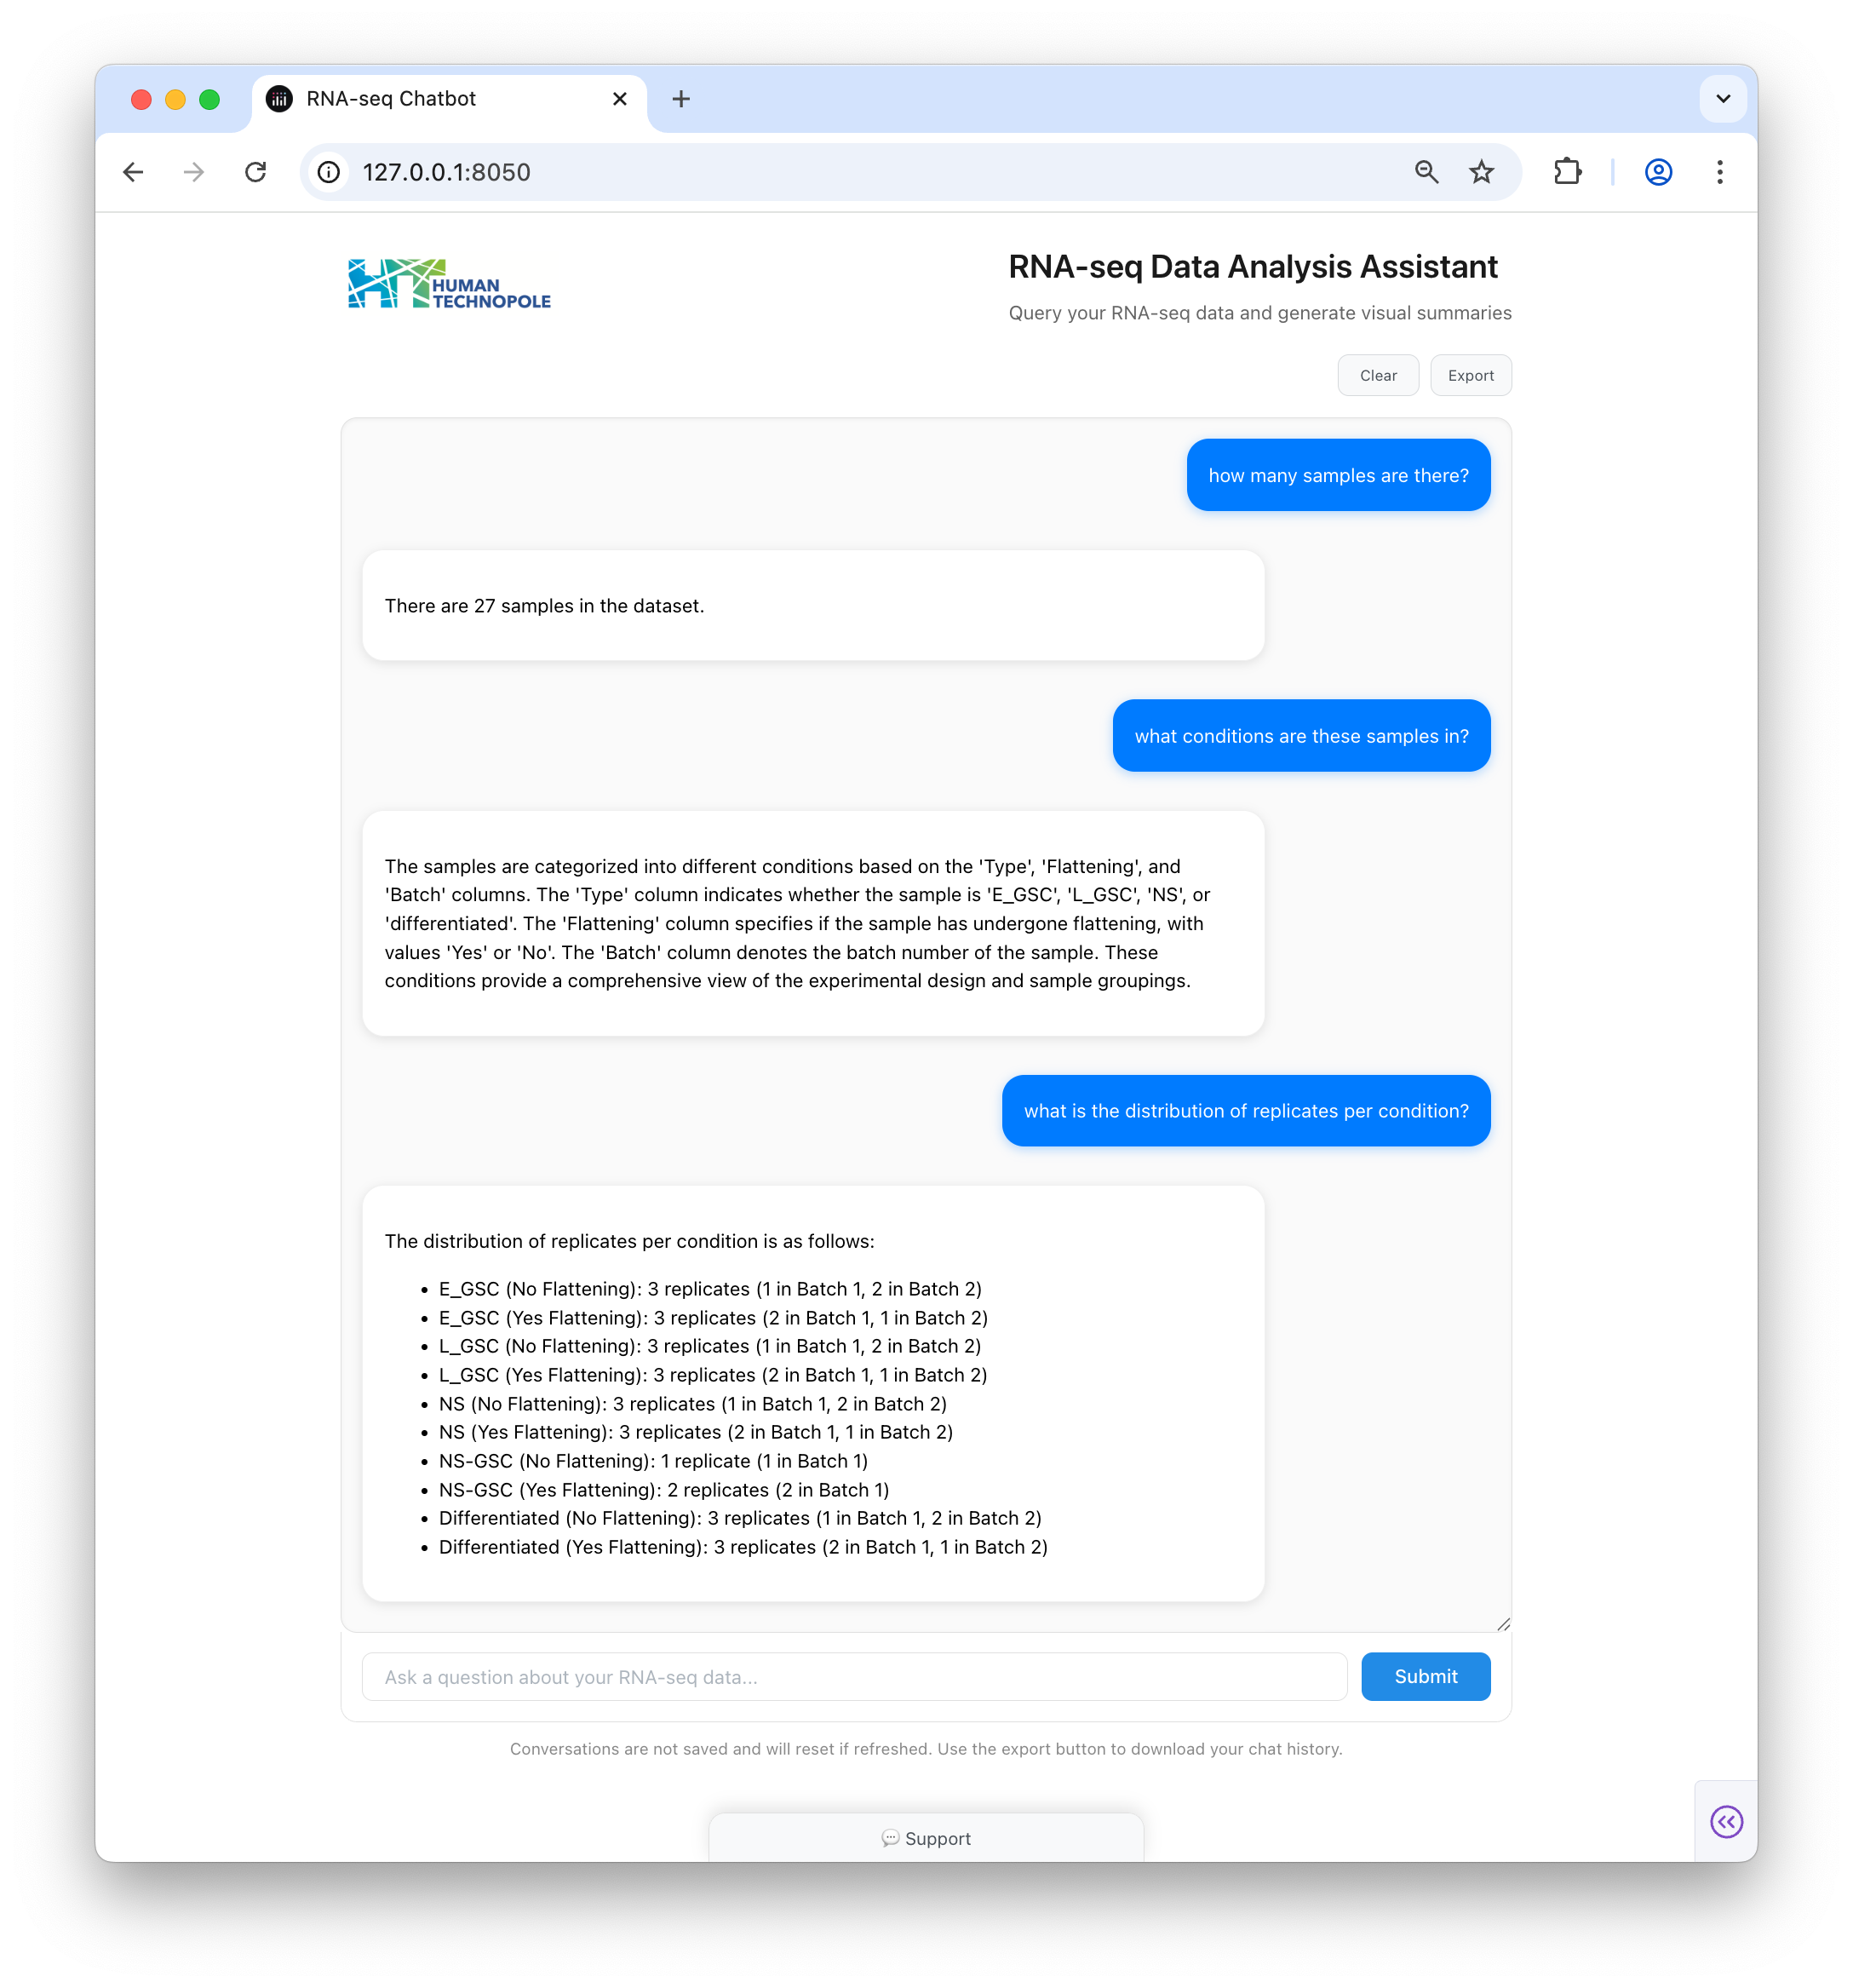 RNA-seq Chatbot
127.0.0.1:8050
HUMAN
TECHNOPOLE
RNA-seq Data Analysis Assistant
Query your RNA-seq data and generate visual summaries
Clear
Export
how many samples are there?
There are 27 samples in the dataset.
what conditions are these samples in?
The samples are categorized into different conditions based on the 'Type', 'Flattening', and
'Batch' columns. The 'Type' column indicates whether the sample is 'E_GSC', 'L_GSC', 'NS', or
'differentiated'. The 'Flattening' column specifies if the sample has undergone flattening, with
values 'Yes' or 'No'. The 'Batch' column denotes the batch number of the sample. These
conditions provide a comprehensive view of the experimental design and sample groupings.
what is the distribution of replicates per condition?
The distribution of replicates per condition is as follows:
• E_GSC (No Flattening): 3 replicates (1 in Batch 1, 2 in Batch 2)
• E_GSC (Yes Flattening): 3 replicates (2 in Batch 1, 1 in Batch 2)
• L_GSC (No Flattening): 3 replicates (1 in Batch 1, 2 in Batch 2)
• L_GSC (Yes Flattening): 3 replicates (2 in Batch 1, 1 in Batch 2)
• NS (No Flattening): 3 replicates (1 in Batch 1, 2 in Batch 2)
• NS (Yes Flattening): 3 replicates (2 in Batch 1, 1 in Batch 2)
• NS-GSC (No Flattening): 1 replicate (1 in Batch 1)
• NS-GSC (Yes Flattening): 2 replicates (2 in Batch 1)
• Differentiated (No Flattening): 3 replicates (1 in Batch 1, 2 in Batch 2)
• Differentiated (Yes Flattening): 3 replicates (2 in Batch 1, 1 in Batch 2)
Ask a question about your RNA-seq data...
Submit
Conversations are not saved and will reset if refreshed. Use the export button to download your chat history.
Support